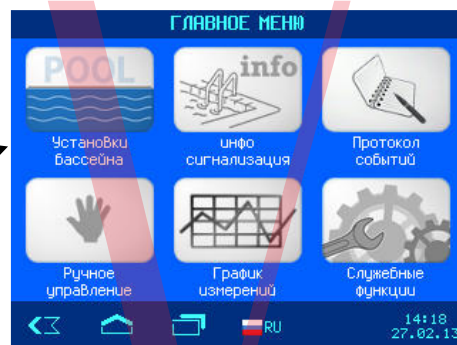 ГЛАВНОЕ МЕНЮ
POOL
info
Установки
бассейна
инфо
сигнализация
Протокол
событий
Ручное
управление
График
измерений
Служебные
функции
RU
14:18
27.02.13